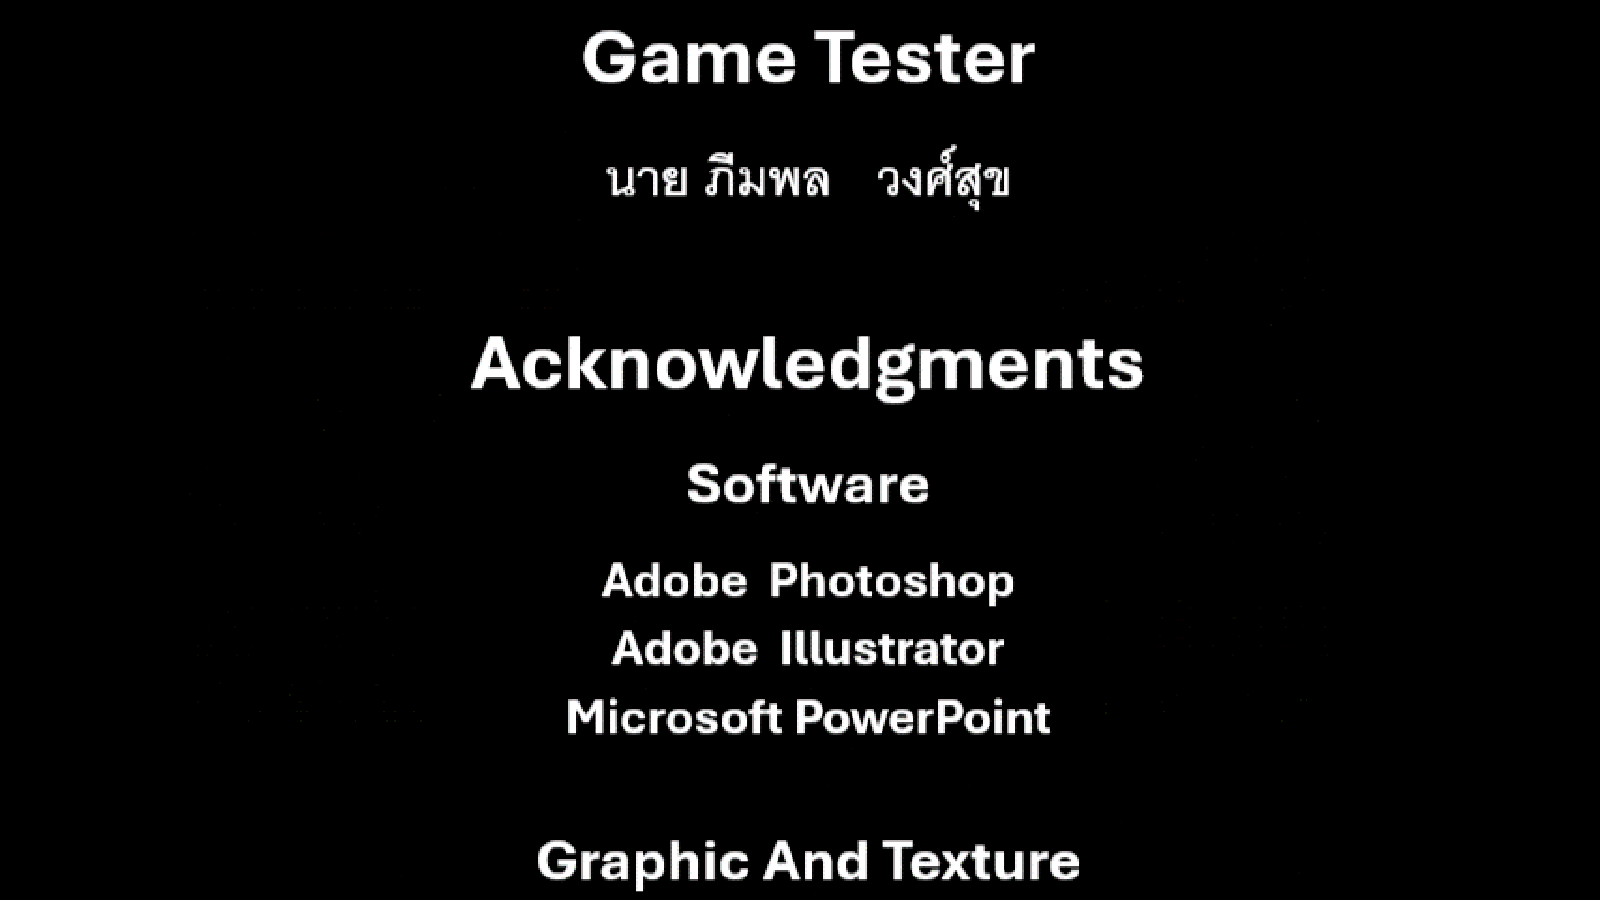 Game Tester
นาย ภีมพล วงศ์สุข
Acknowledgments
Software
Adobe Photoshop
Adobe Illustrator
Microsoft PowerPoint
Graphic And Texture